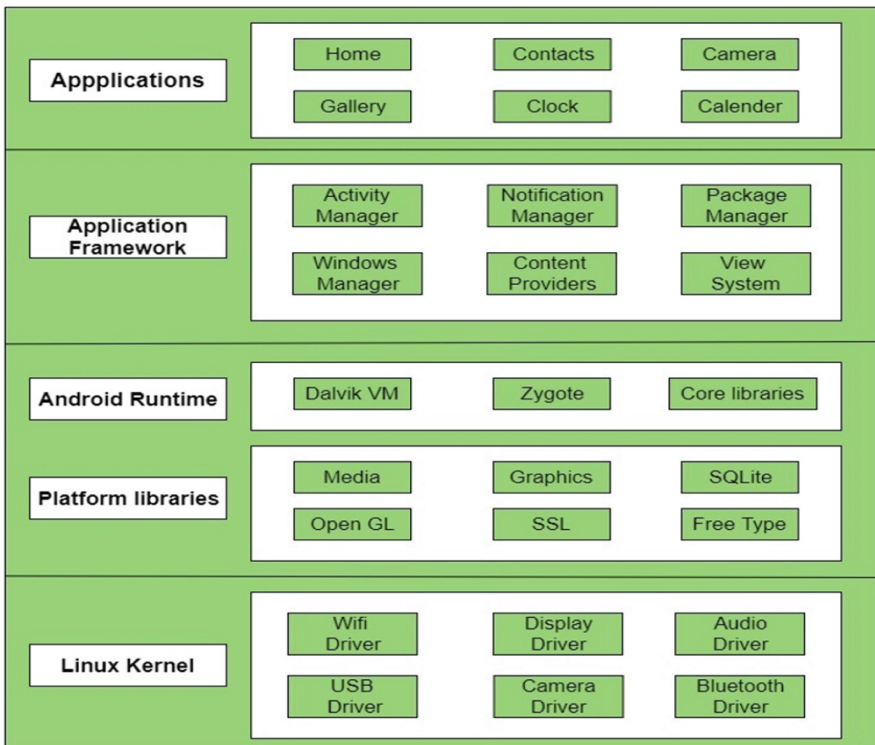 Appplications
Home
Contacts
Camera
Gallery
Clock
Calender
Application
Framework
Activity
Manager
Notification
Manager
Package
Manager
Windows
Manager
Content
Providers
View
System
Android Runtime
Dalvik VM
Zygote
Core libraries
Platform libraries
Media
Graphics
SQLite
Open GL
SSL
Free Type
Linux Kernel
Wifi
Driver
Display
Driver
Audio
Driver
USB
Driver
Camera
Driver
Bluetooth
Driver